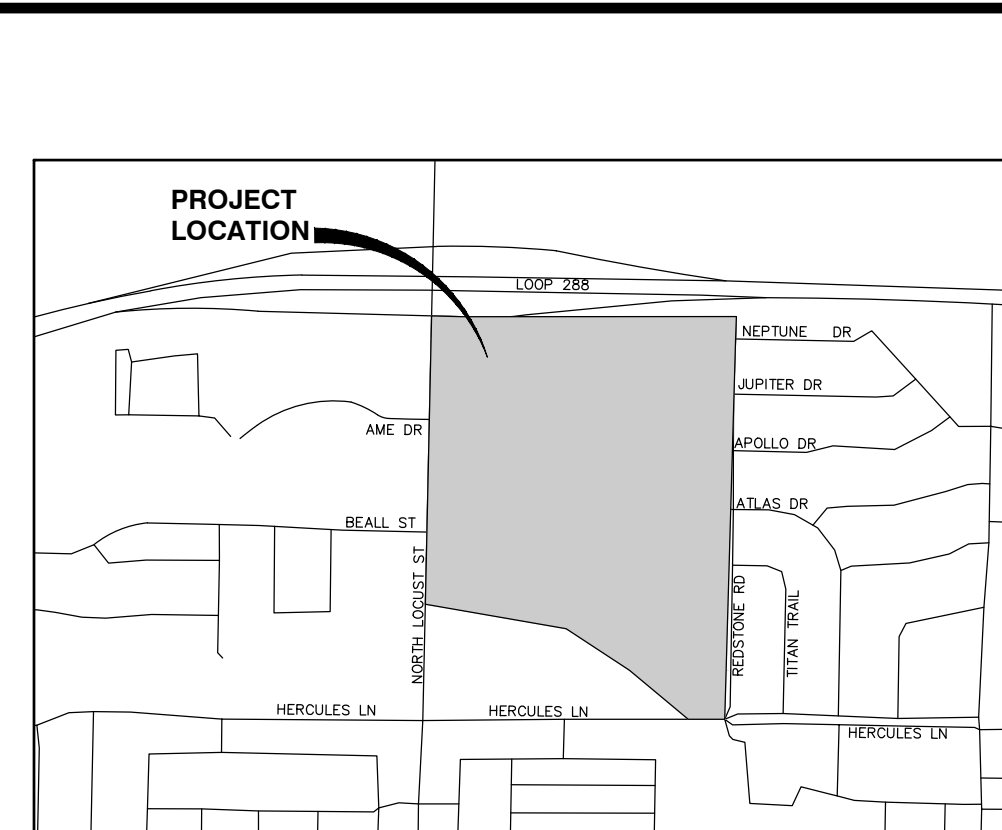 PROJECT
LOCATION
LOOP 288
NEPTUNE DR
JUPITER DR
AME DR
APOLLO DR
ATLAS DR
BEALL ST
NORTH LOCUST ST
REDSTONE RD
TITAN TRAIL
HERCULES LN
HERCULES LN
HERCULES LN